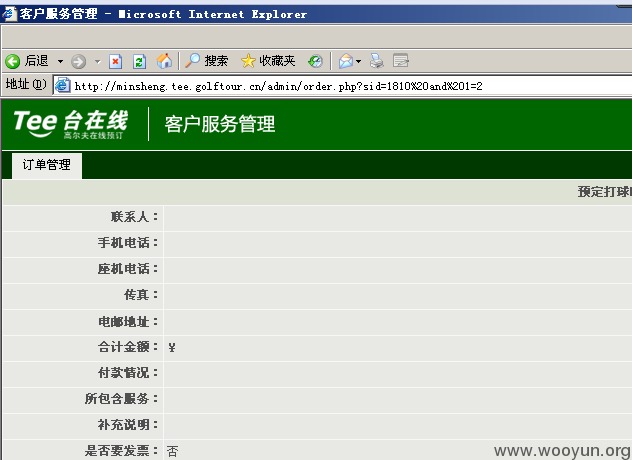 客户服务管理 - Microsoft Internet Explorer
后退 搜索 收藏夹
地址(D) http://minsheng.tee.golftour.cn/admin/order.php?sid=1810%20and%201=2
Tee台在线 客户服务管理
高尔夫在线预订
订单管理
预定打球
联系人：
手机电话：
座机电话：
传真：
电邮地址：
合计金额： ¥
付款情况：
所包含服务：
补充说明：
是否要发票： 否
www.wooyun.org